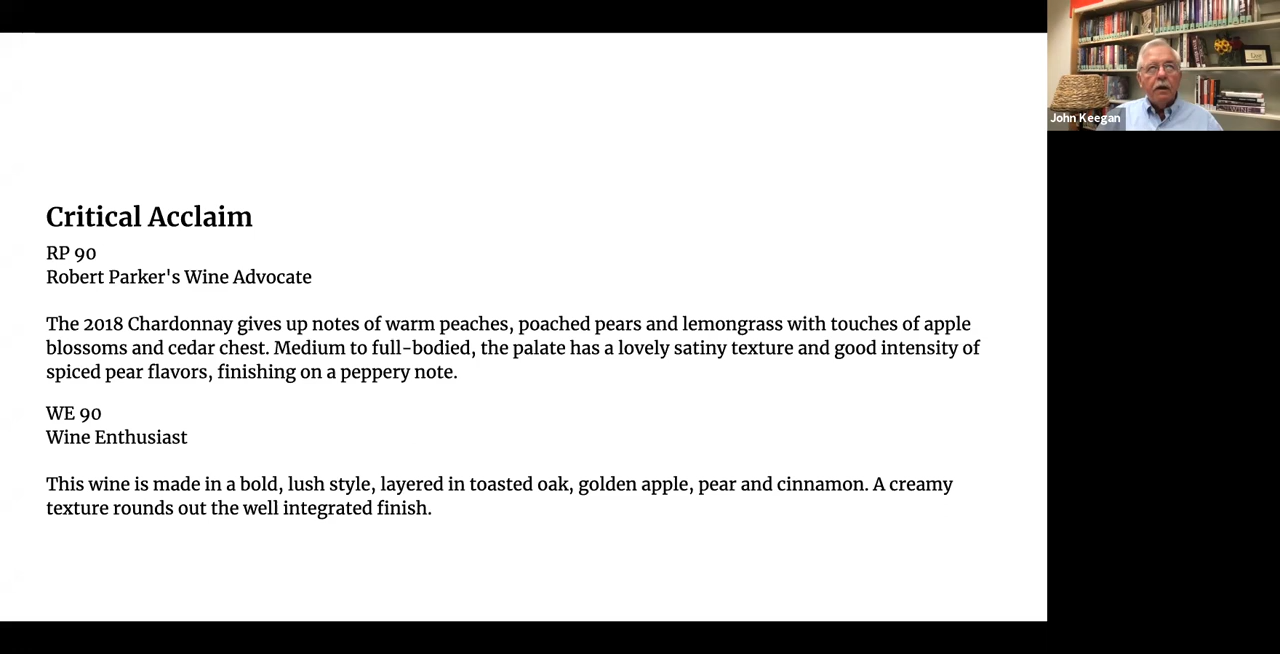 Critical Acclaim
RP 90
Robert Parker's Wine Advocate
The 2018 Chardonnay gives up notes of warm peaches, poached pears and lemongrass with touches of apple
blossoms and cedar chest. Medium to full-bodied, the palate has a lovely satiny texture and good intensity of
spiced pear flavors, finishing on a peppery note.
WE 90
Wine Enthusiast
This wine is made in a bold, lush style, layered in toasted oak, golden apple, pear and cinnamon. A creamy
texture rounds out the well integrated finish.
John Keegan
WINE